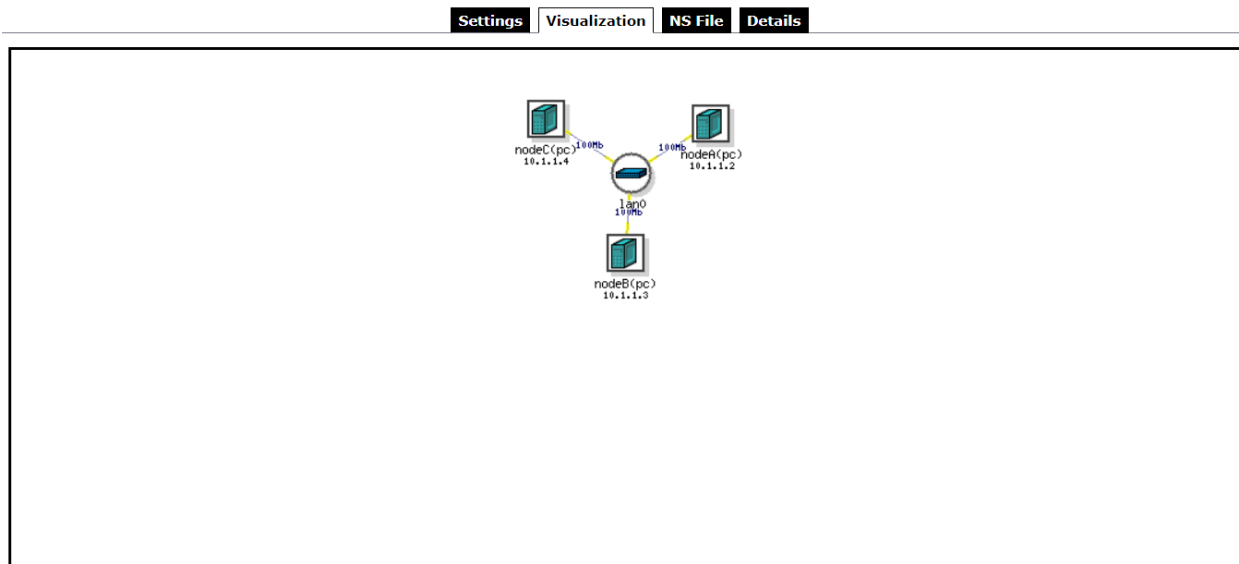 Settings Visualization NS File Details
nodeC(pc)
10.1.1.4
100Mb
100Mb
nodeA(pc)
10.1.1.2
lan0
100Mb
nodeB(pc)
10.1.1.3